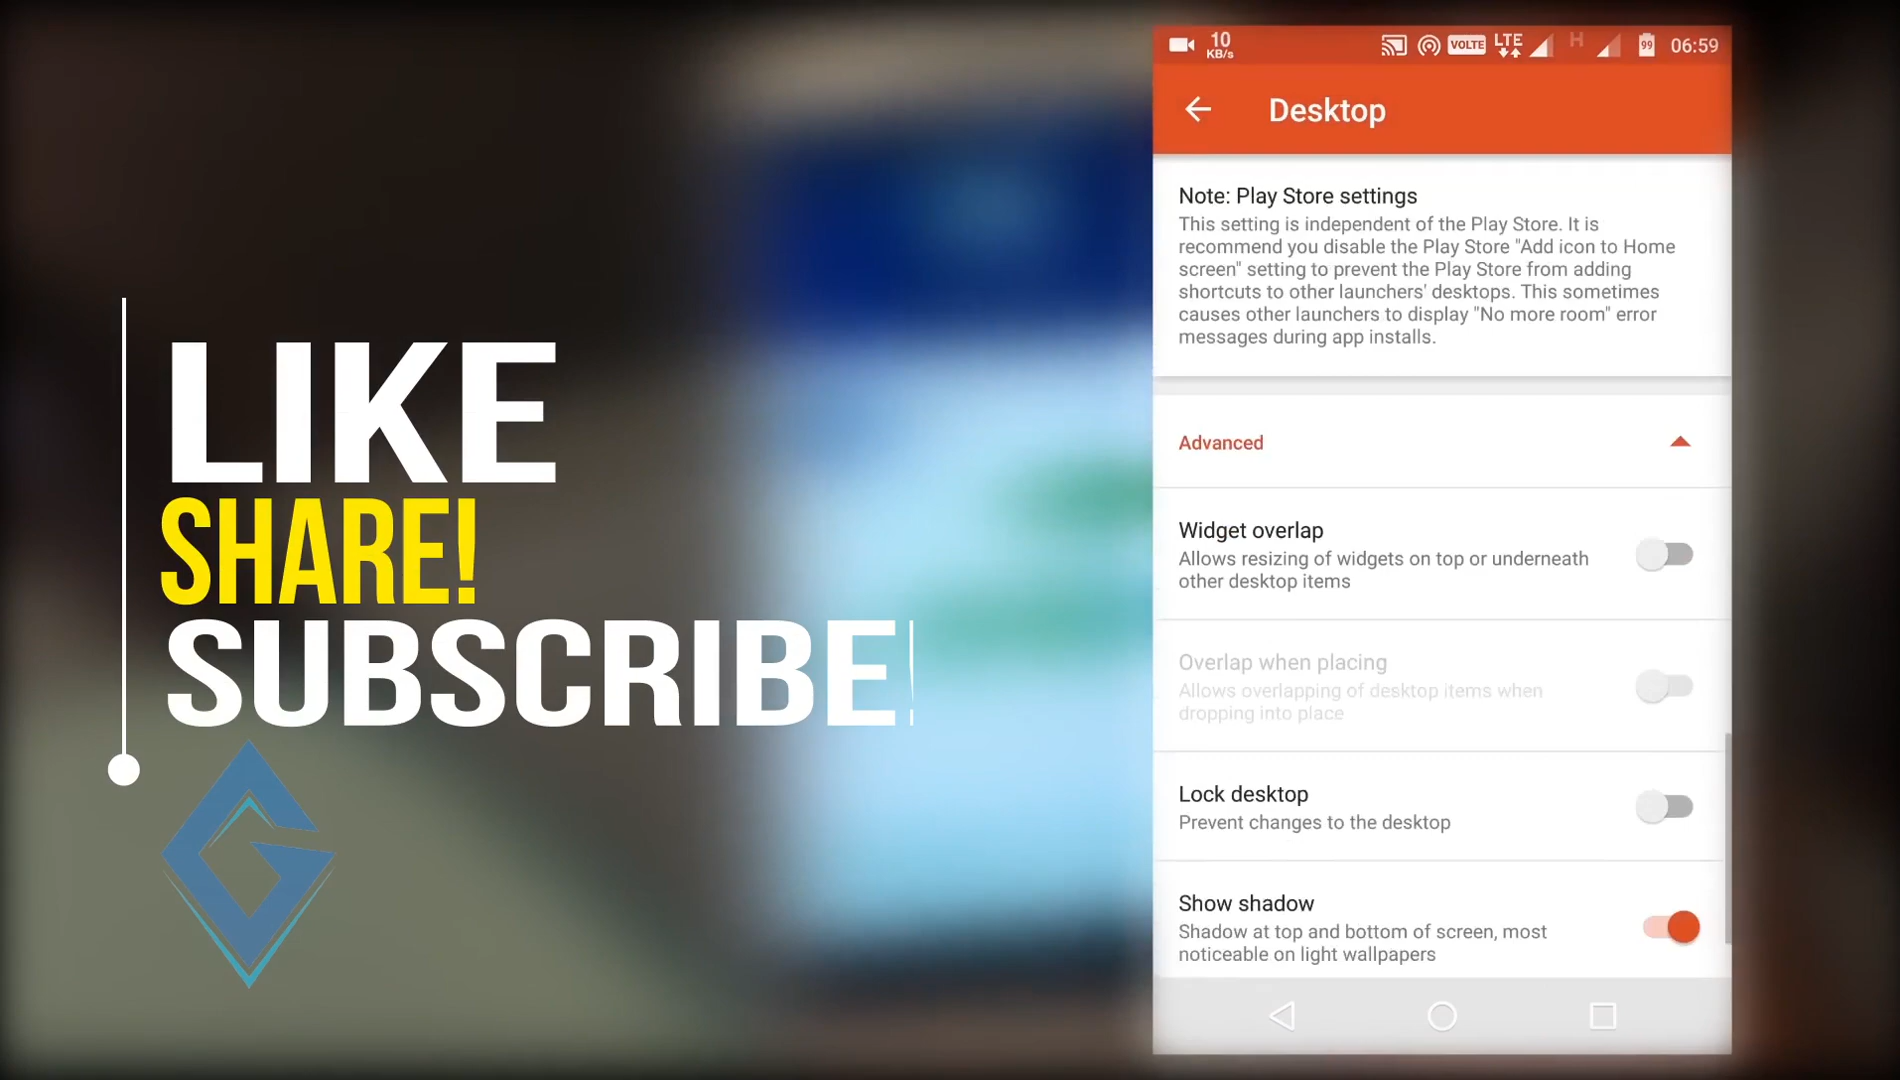 LIKE
SHARE!
SUBSCRIBE!
10
KB/s
VOLTE
LTE
H
99
06:59
Desktop
Note: Play Store settings
This setting is independent of the Play Store. It is
recommend you disable the Play Store "Add icon to Home
screen" setting to prevent the Play Store from adding
shortcuts to other launchers' desktops. This sometimes
causes other launchers to display "No more room" error
messages during app installs.
Advanced
Widget overlap
Allows resizing of widgets on top or underneath
other desktop items
Overlap when placing
Allows overlapping of desktop items when
dropping into place
Lock desktop
Prevent changes to the desktop
Show shadow
Shadow at top and bottom of screen, most
noticeable on light wallpapers